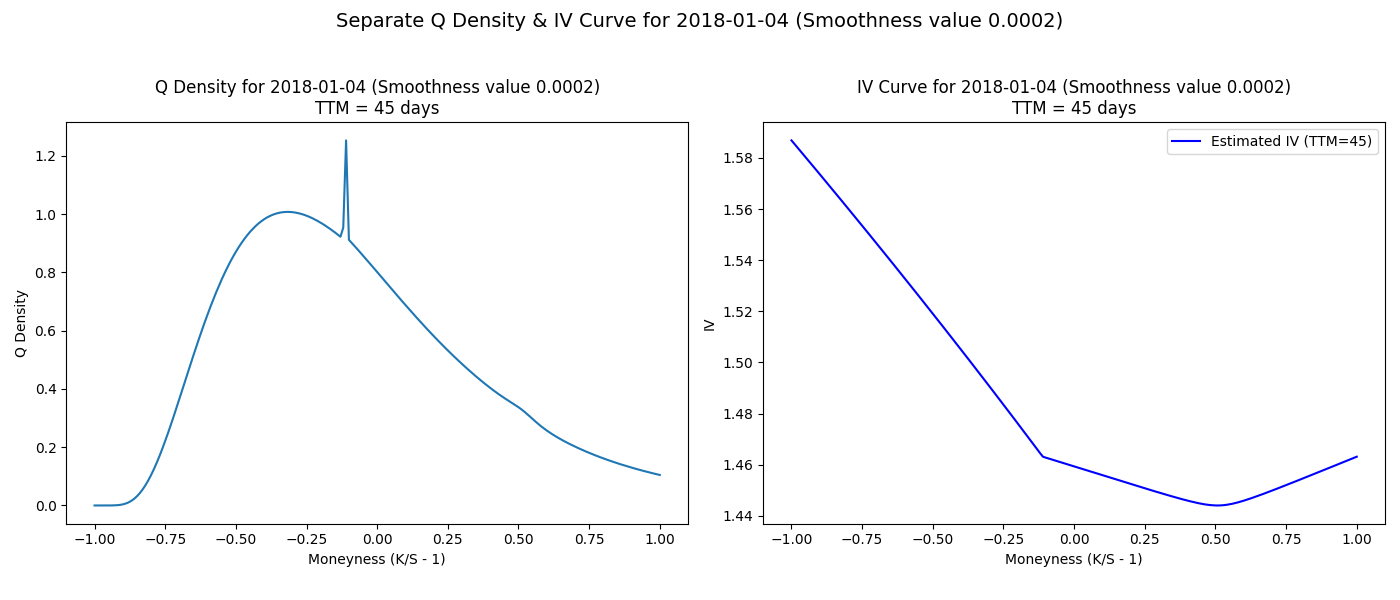 Separate Q Density & IV Curve for 2018-01-04 (Smoothness value 0.0002)
Q Density for 2018-01-04 (Smoothness value 0.0002)
TTM = 45 days
1.2
1.0
0.8
0.6
0.4
0.2
0.0
Q Density
−1.00 −0.75 −0.50 −0.25 0.00 0.25 0.50 0.75 1.00
Moneyness (K/S - 1)
IV Curve for 2018-01-04 (Smoothness value 0.0002)
TTM = 45 days
Estimated IV (TTM=45)
1.58
1.56
1.54
1.52
1.50
1.48
1.46
1.44
IV
−1.00 −0.75 −0.50 −0.25 0.00 0.25 0.50 0.75 1.00
Moneyness (K/S - 1)